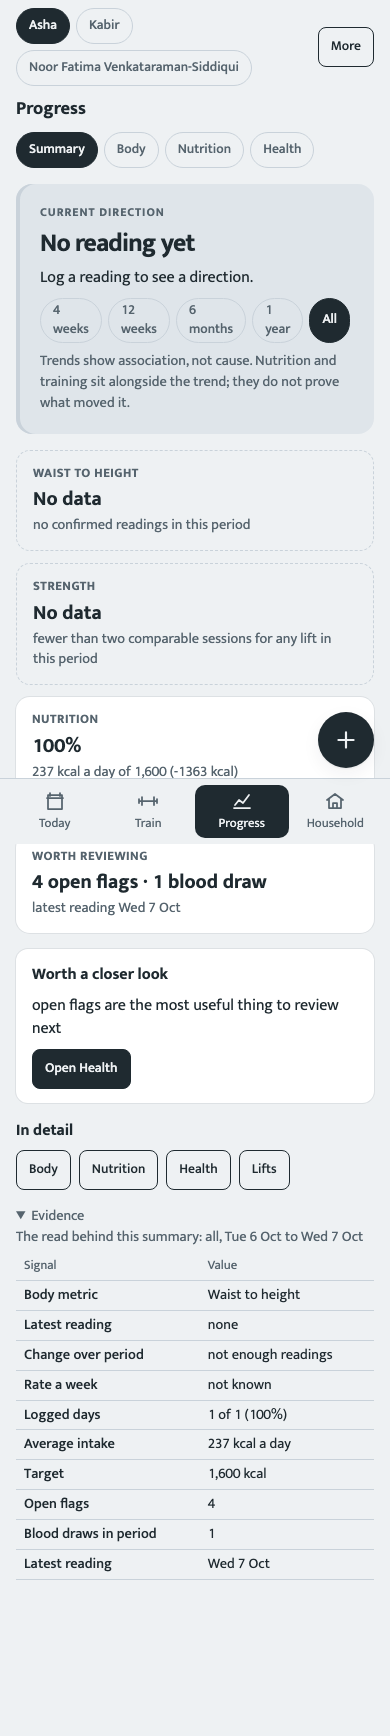 Asha
Kabir
Noor Fatima Venkataraman-Siddiqui
More
Progress
Summary
Body
Nutrition
Health
CURRENT DIRECTION
No reading yet
Log a reading to see a direction.
4 weeks
12 weeks
6 months
1 year
All
Trends show association, not cause. Nutrition and
training sit alongside the trend; they do not prove
what moved it.
WAIST TO HEIGHT
No data
no confirmed readings in this period
STRENGTH
No data
fewer than two comparable sessions for any lift in
this period
NUTRITION
100%
237 kcal a day of 1,600 (-1363 kcal)
Today
Train
Progress
Household
WORTH REVIEWING
4 open flags · 1 blood draw
latest reading Wed 7 Oct
Worth a closer look
open flags are the most useful thing to review
next
Open Health
In detail
Body
Nutrition
Health
Lifts
▼ Evidence
The read behind this summary: all, Tue 6 Oct to Wed 7 Oct
Signal Value
Body metric Waist to height
Latest reading none
Change over period not enough readings
Rate a week not known
Logged days 1 of 1 (100%)
Average intake 237 kcal a day
Target 1,600 kcal
Open flags 4
Blood draws in period 1
Latest reading Wed 7 Oct